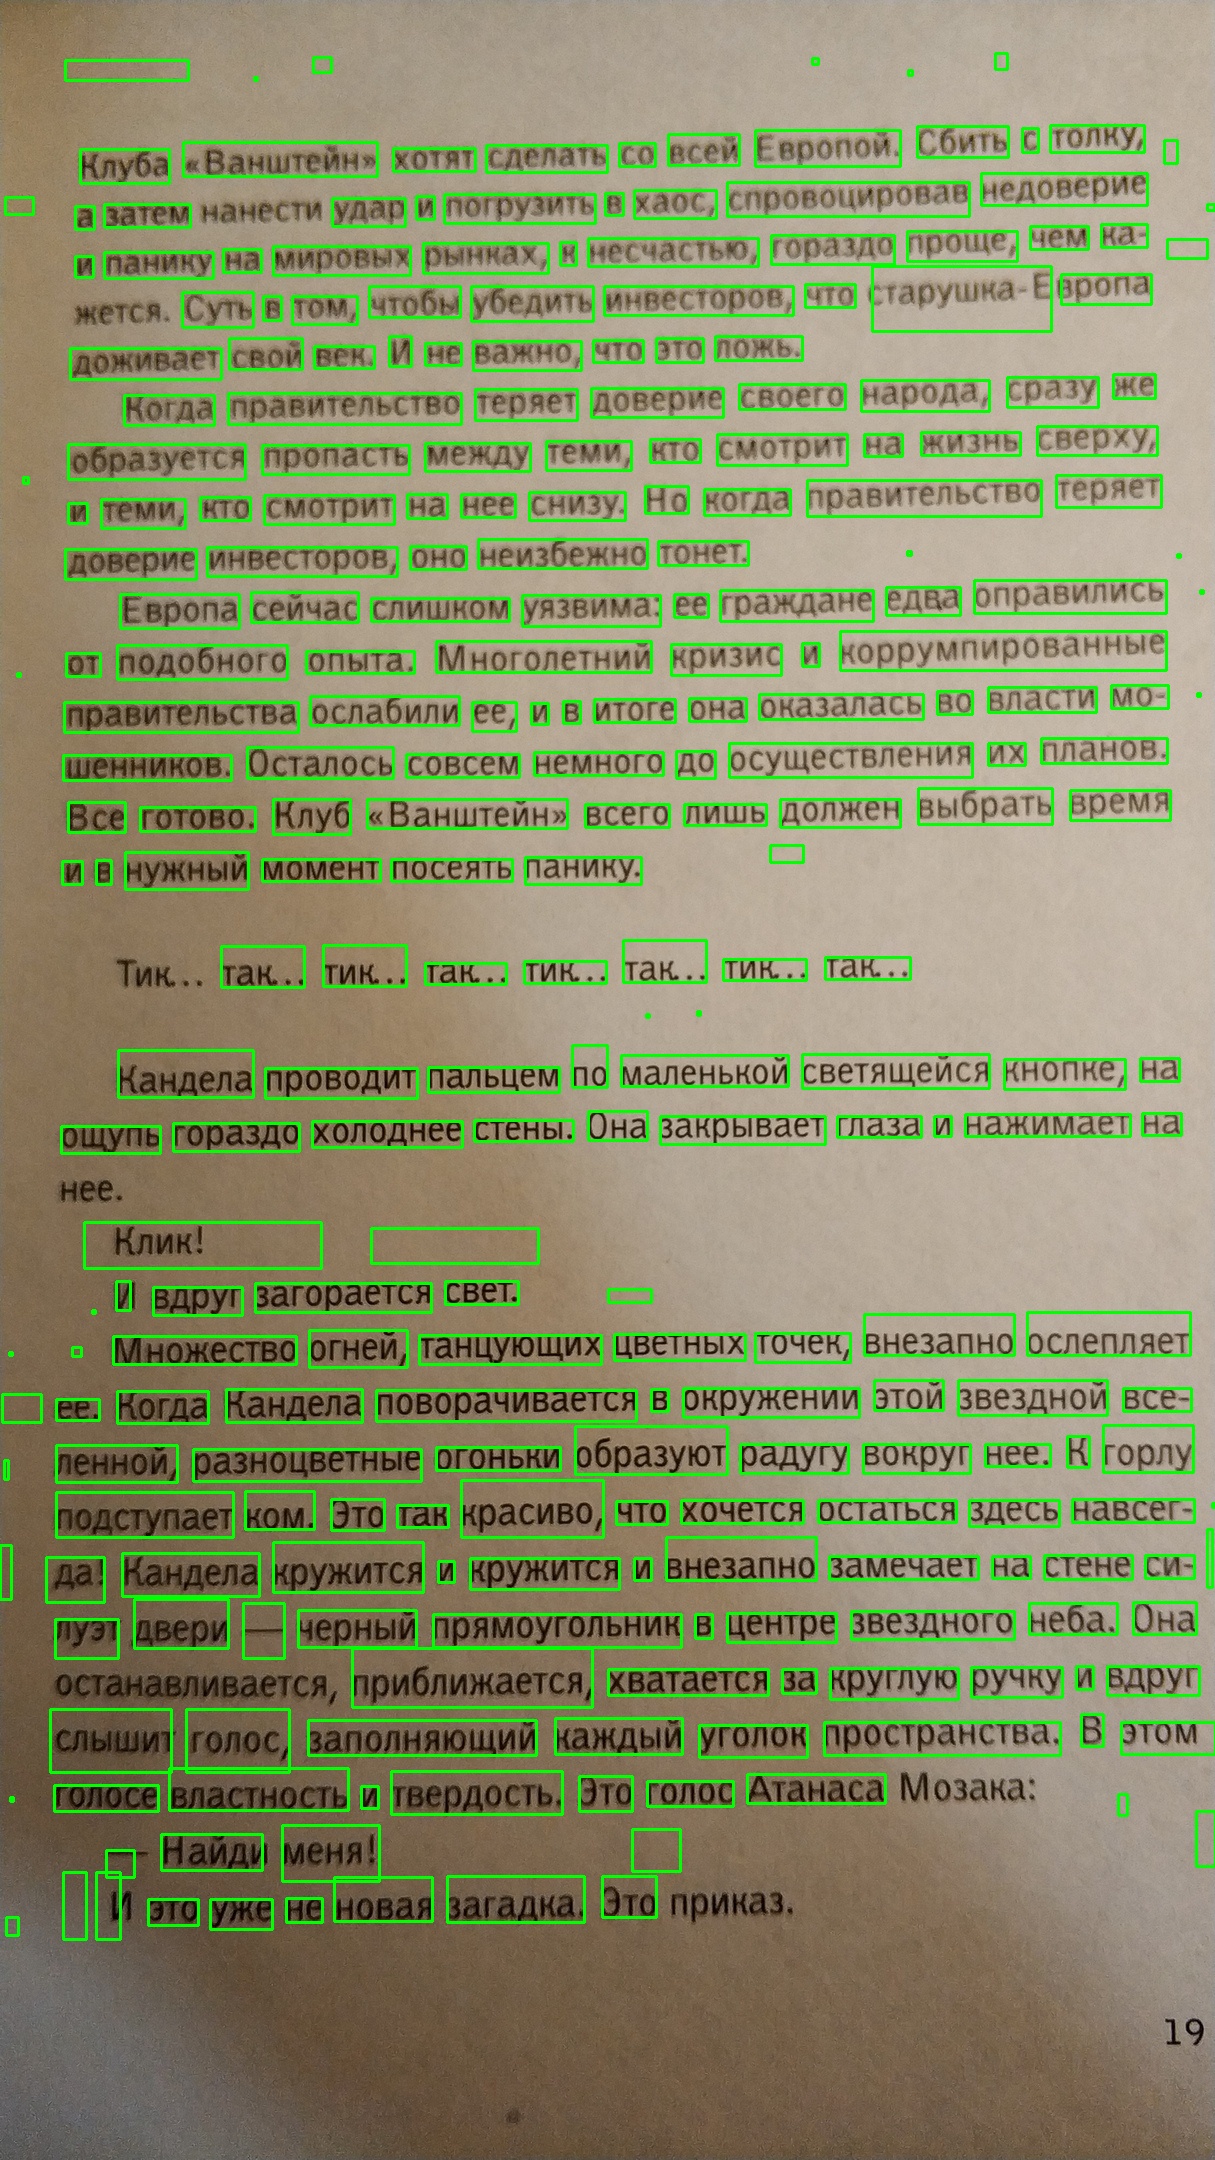 Клуба «Ванштейн» хотят сделать со всей Европой. Сбить с толку,
а затем нанести удар и погрузить в хаос, спровоцировав недоверие
и панику на мировых рынках, к несчастью, гораздо проще, чем ка-
жется. Суть в том, чтобы убедить инвесторов, что старушка-Европа
доживает свой век. И не важно, что это ложь.
Когда правительство теряет доверие своего народа, сразу же
образуется пропасть между теми, кто смотрит на жизнь сверху,
и теми, кто смотрит на нее снизу. Но когда правительство теряет
доверие инвесторов, оно неизбежно тонет.
Европа сейчас слишком уязвима: ее граждане едва оправились
от подобного опыта. Многолетний кризис и коррумпированные
правительства ослабили ее, и в итоге она оказалась во власти мо-
шенников. Осталось совсем немного до осуществления их планов.
Все готово. Клуб «Ванштейн» всего лишь должен выбрать время
и в нужный момент посеять панику.
Тик... так... тик... так... тик... так... тик... так...
Кандела проводит пальцем по маленькой светящейся кнопке, на
ощупь гораздо холоднее стены. Она закрывает глаза и нажимает на
нее.
Клик!
И вдруг загорается свет.
Множество огней, танцующих цветных точек, внезапно ослепляет
ее. Когда Кандела поворачивается в окружении этой звездной все-
ленной, разноцветные огоньки образуют радугу вокруг нее. К горлу
подступает ком. Это так красиво, что хочется остаться здесь навсег-
да! Кандела кружится и кружится и внезапно замечает на стене си-
луэт двери — черный прямоугольник в центре звездного неба. Она
останавливается, приближается, хватается за круглую ручку и вдруг
слышит голос, заполняющий каждый уголок пространства. В этом
голосе властность и твердость. Это голос Атанаса Мозака:
— Найди меня!
И это уже не новая загадка. Это приказ.
19